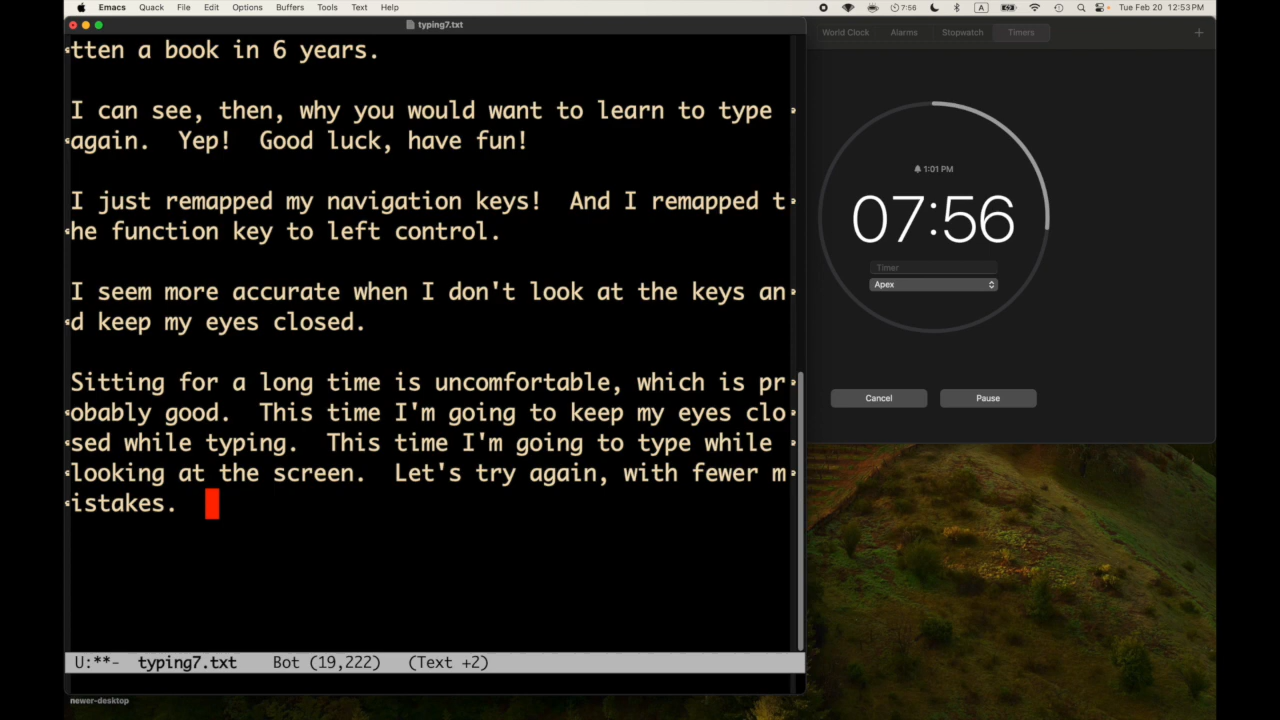 Emacs Quack File Edit Options Buffers Tools Text Help 7:56 A Tue Feb 20 12:53 PM
typing7.txt
tten a book in 6 years.
I can see, then, why you would want to learn to type
again.  Yep!  Good luck, have fun!
I just remapped my navigation keys!  And I remapped t
he function key to left control.
I seem more accurate when I don't look at the keys an
d keep my eyes closed.
Sitting for a long time is uncomfortable, which is pr
obably good.  This time I'm going to keep my eyes clo
sed while typing.  This time I'm going to type while
looking at the screen.  Let's try again, with fewer m
istakes.
U:**-  typing7.txt    Bot (19,222)    (Text +2)
newer-desktop
World Clock Alarms Stopwatch Timers +
1:01 PM
07:56
Timer
Apex
Cancel Pause